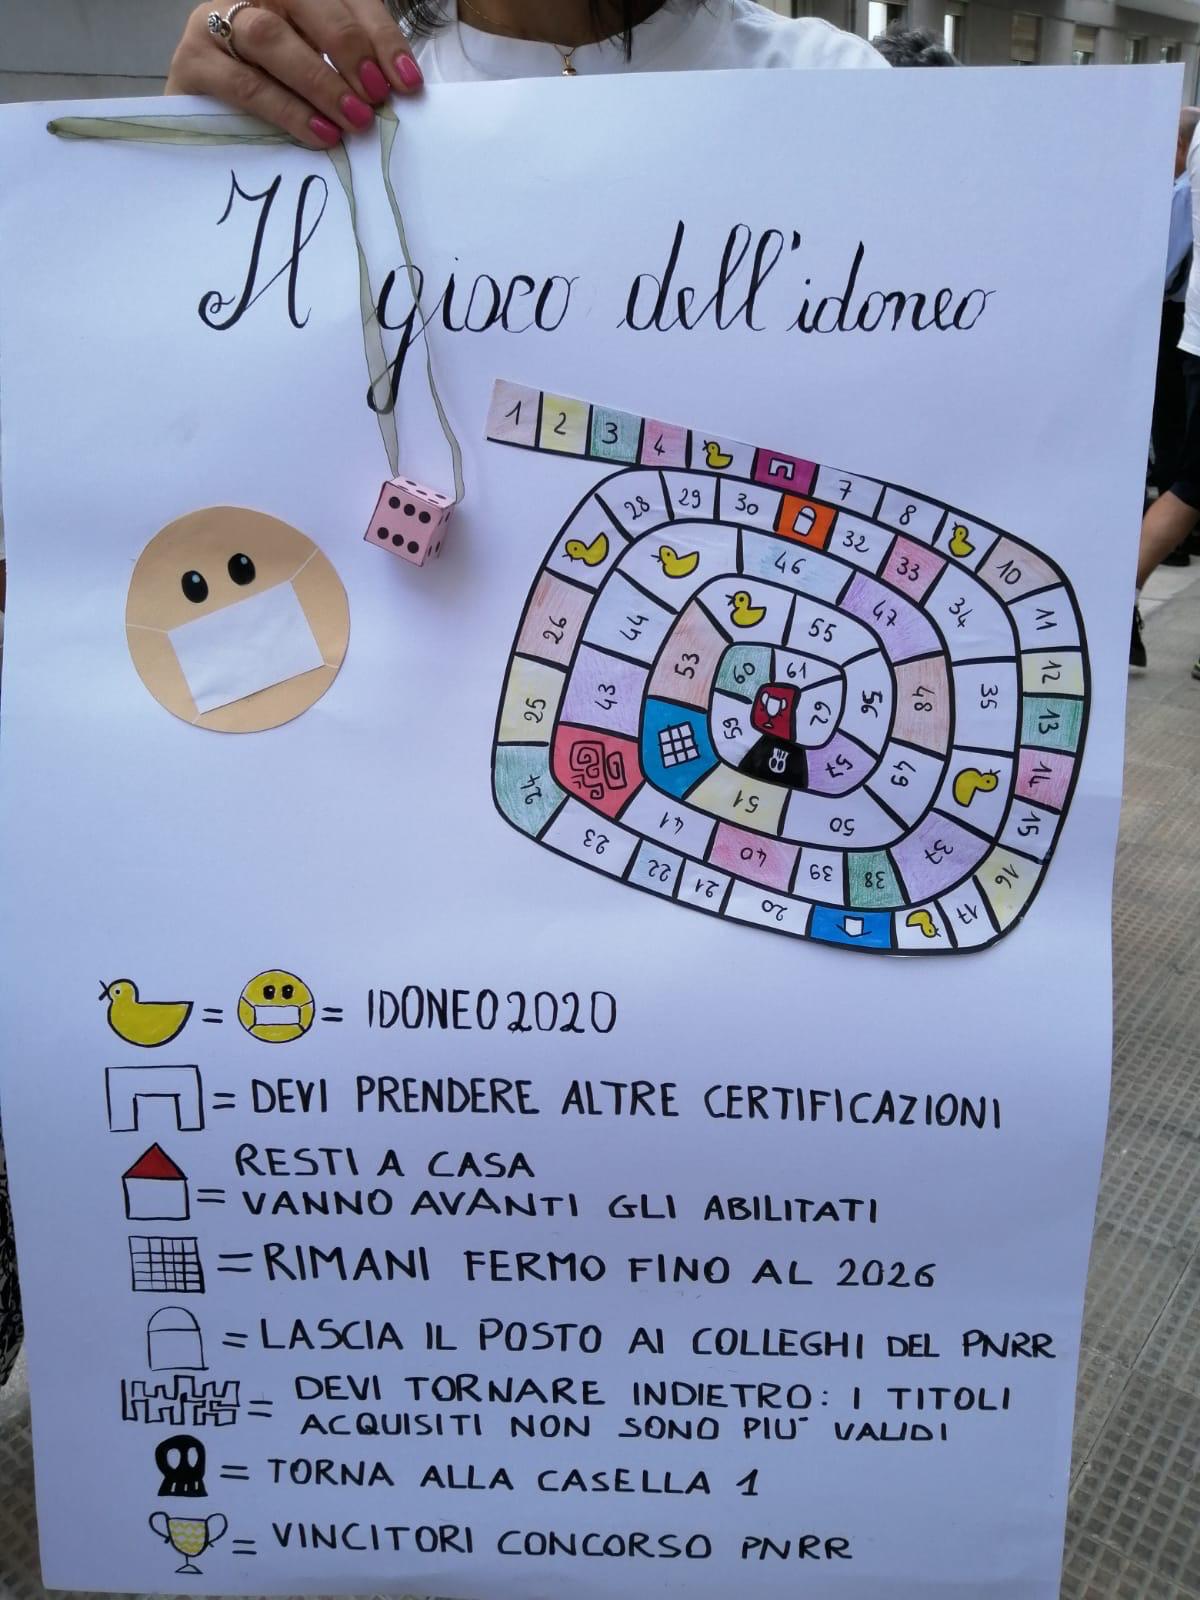 Il gioco dell'idoneo
1 2 3 4 7 8 10 11 12 13 14 15 16 17 20 21 22 23 24 25 26 28 29 30 32 33 34 35 37 38 39 40 41 43 44 46 47 48 49 50 51 53 55 56 57 59 60 61 62
= = IDONEO 2020
= DEVI PRENDERE ALTRE CERTIFICAZIONI
RESTI A CASA
= VANNO AVANTI GLI ABILITATI
= RIMANI FERMO FINO AL 2026
= LASCIA IL POSTO AI COLLEGHI DEL PNRR
= DEVI TORNARE INDIETRO: I TITOLI
ACQUISITI NON SONO PIU' VALIDI
= TORNA ALLA CASELLA 1
= VINCITORI CONCORSO PNRR